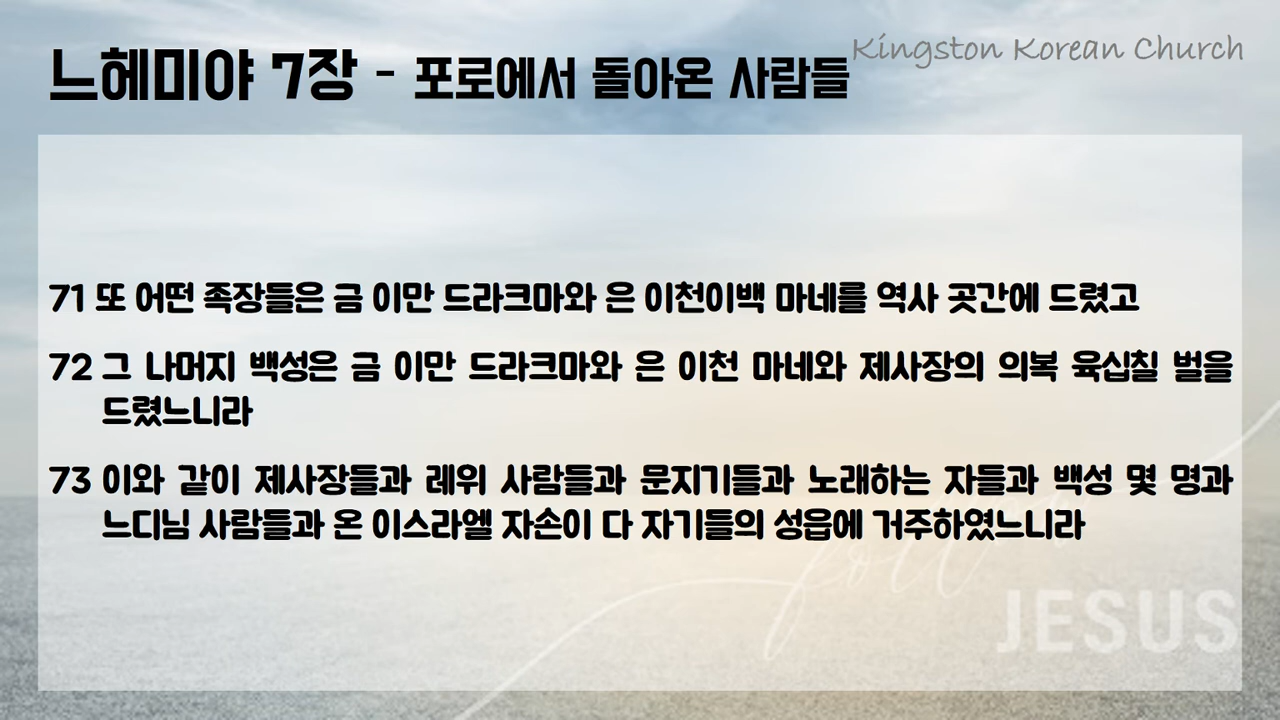 느헤미야 7장 - 포로에서 돌아온 사람들
Kingston Korean Church
71 또 어떤 족장들은 금 이만 드라크마와 은 이천이백 마네를 역사 곳간에 드렸고
72 그 나머지 백성은 금 이만 드라크마와 은 이천 마네와 제사장의 의복 육십칠 벌을
드렸느니라
73 이와 같이 제사장들과 레위 사람들과 문지기들과 노래하는 자들과 백성 몇 명과
느디님 사람들과 온 이스라엘 자손이 다 자기들의 성읍에 거주하였느니라
JESUS